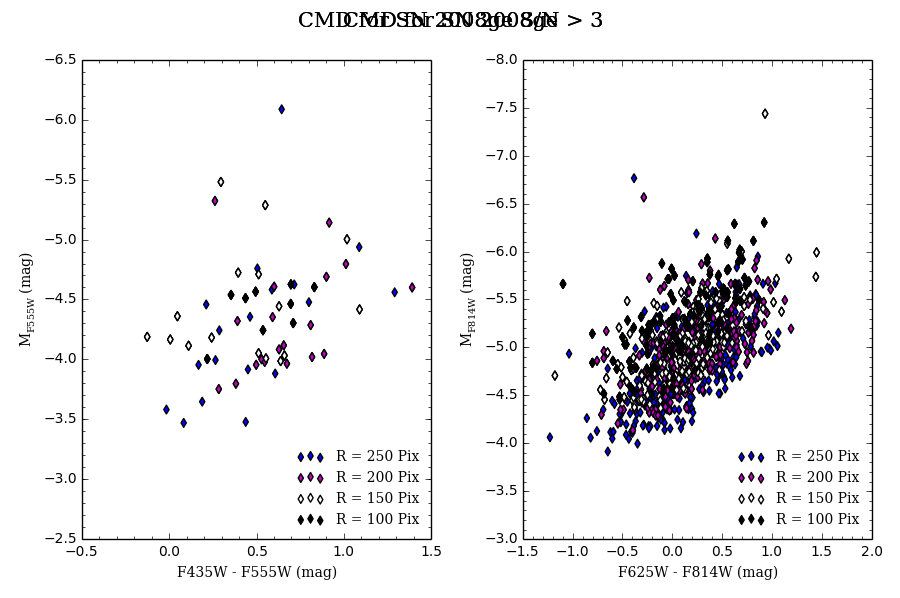 CMD for SN 2008ge S/N > 3
CMD for SN 2008ge
−6.5
−6.0
−5.5
−5.0
−4.5
−4.0
−3.5
−3.0
−2.5
M_F555W (mag)
−0.5 0.0 0.5 1.0 1.5
F435W - F555W (mag)
R = 250 Pix
R = 200 Pix
R = 150 Pix
R = 100 Pix
−8.0
−7.5
−7.0
−6.5
−6.0
−5.5
−5.0
−4.5
−4.0
−3.5
−3.0
M_F814W (mag)
−1.5 −1.0 −0.5 0.0 0.5 1.0 1.5 2.0
F625W - F814W (mag)
R = 250 Pix
R = 200 Pix
R = 150 Pix
R = 100 Pix